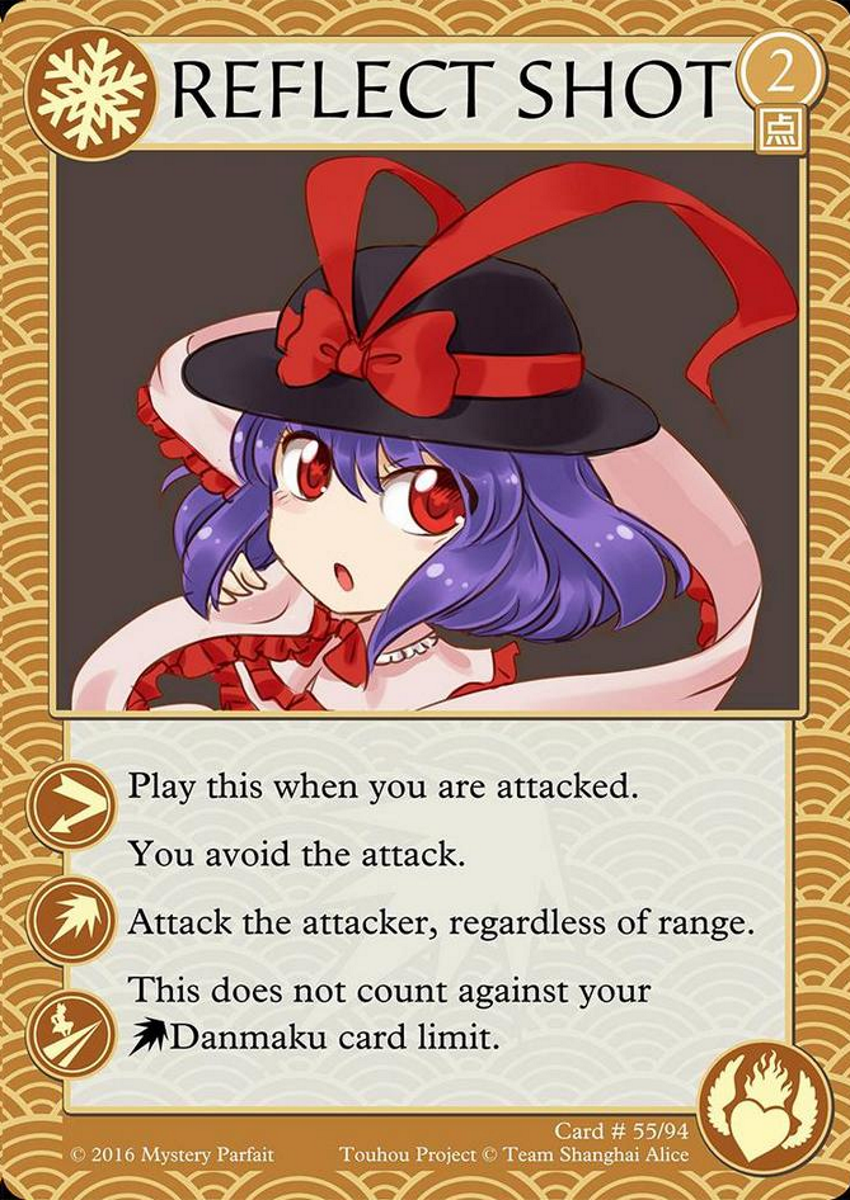 REFLECT SHOT
2
点
Play this when you are attacked.
You avoid the attack.
Attack the attacker, regardless of range.
This does not count against your
Danmaku card limit.
Card # 55/94
© 2016 Mystery Parfait
Touhou Project © Team Shanghai Alice